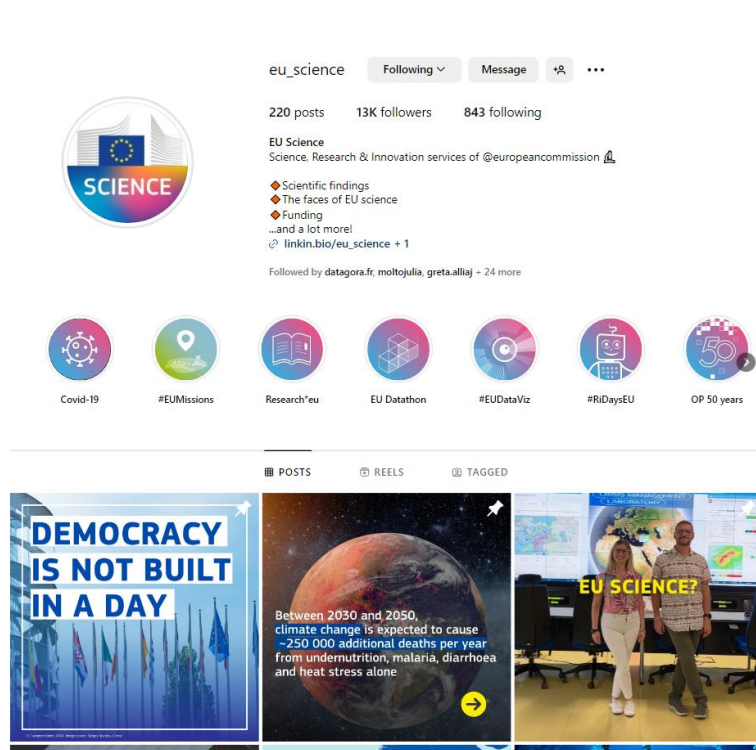 eu_science Following Message
220 posts 13K followers 843 following
EU Science
Science, Research & Innovation services of @europeancommission
Scientific findings
The faces of EU science
Funding
...and a lot more!
linkin.bio/eu_science + 1
Followed by datagora.fr, moltojulia, greta.alliaj + 24 more
SCIENCE
50
Covid-19 #EUMissions Research*eu EU Datathon #EUDataViz #RiDaysEU OP 50 years
POSTS REELS TAGGED
DEMOCRACY
IS NOT BUILT
IN A DAY
Between 2030 and 2050,
climate change is expected to cause
~250 000 additional deaths per year
from undernutrition, malaria, diarrhoea
and heat stress alone
CRISIS MANAGEMENT
LABORATORY
EU SCIENCE?